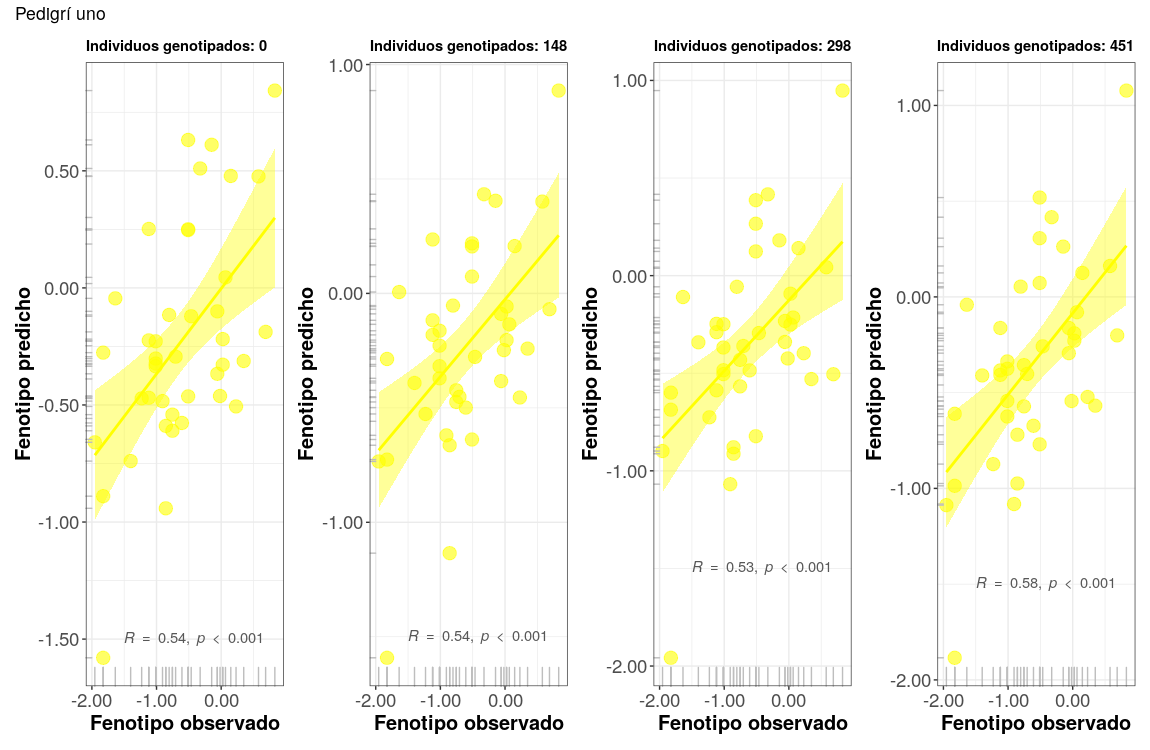 Pedigrí uno
Individuos genotipados: 0
Fenotipo predicho
0.50
0.00
-0.50
-1.00
-1.50
R = 0.54, p < 0.001
-2.00 -1.00 0.00
Fenotipo observado
Individuos genotipados: 148
Fenotipo predicho
1.00
0.00
-1.00
R = 0.54, p < 0.001
-2.00 -1.00 0.00
Fenotipo observado
Individuos genotipados: 298
Fenotipo predicho
1.00
0.00
-1.00
-2.00
R = 0.53, p < 0.001
-2.00 -1.00 0.00
Fenotipo observado
Individuos genotipados: 451
Fenotipo predicho
1.00
0.00
-1.00
-2.00
R = 0.58, p < 0.001
-2.00 -1.00 0.00
Fenotipo observado